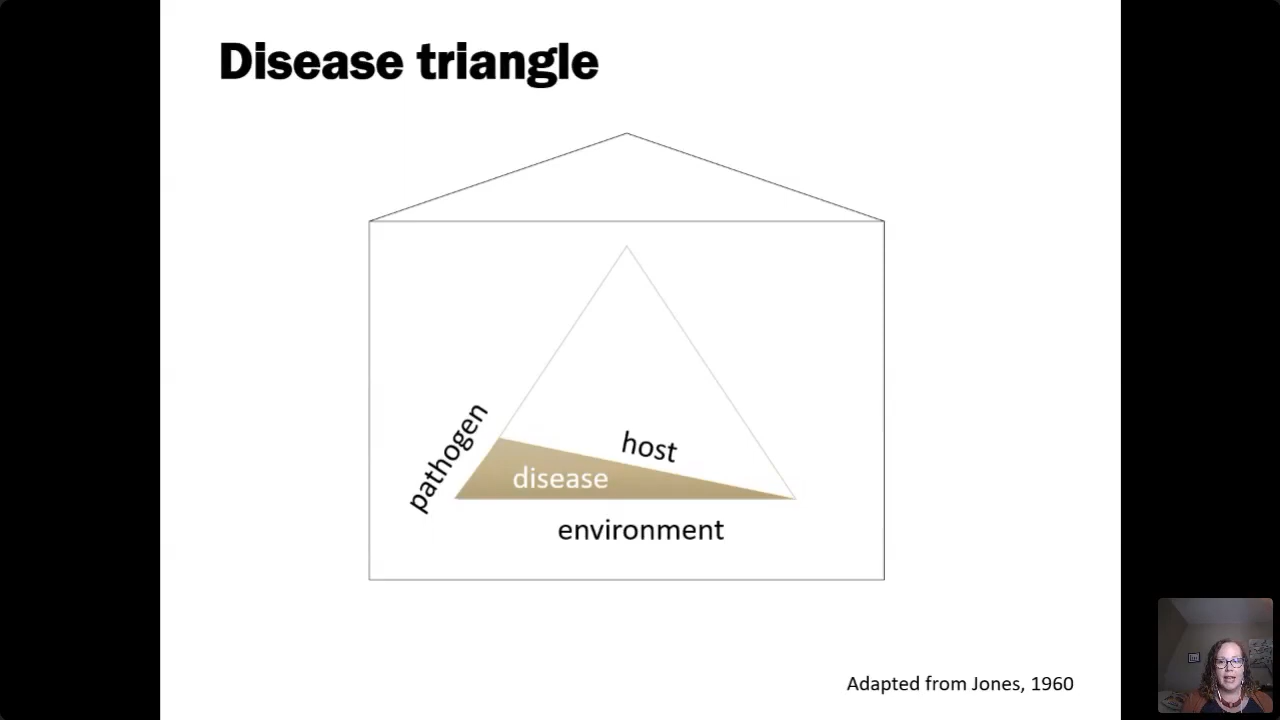 Disease triangle
pathogen
host
disease
environment
Adapted from Jones, 1960